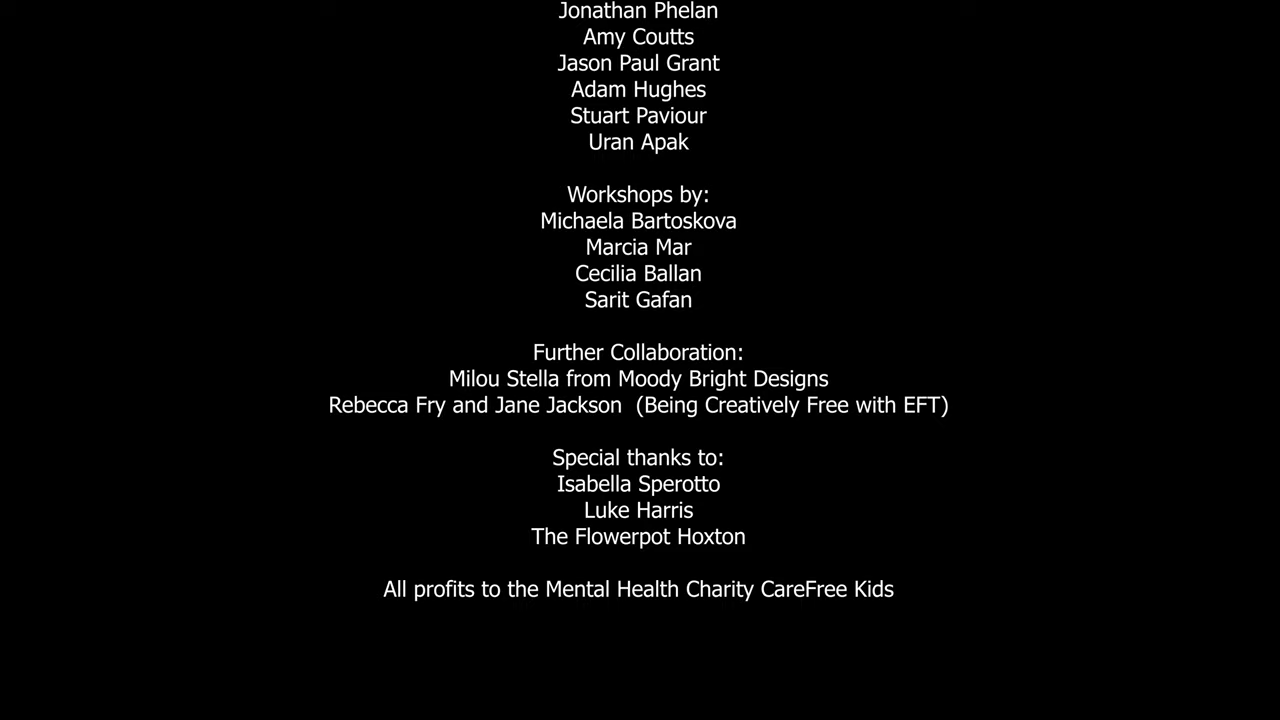 Jonathan Phelan
Amy Coutts
Jason Paul Grant
Adam Hughes
Stuart Paviour
Uran Apak
Workshops by:
Michaela Bartoskova
Marcia Mar
Cecilia Ballan
Sarit Gafan
Further Collaboration:
Milou Stella from Moody Bright Designs
Rebecca Fry and Jane Jackson  (Being Creatively Free with EFT)
Special thanks to:
Isabella Sperotto
Luke Harris
The Flowerpot Hoxton
All profits to the Mental Health Charity CareFree Kids